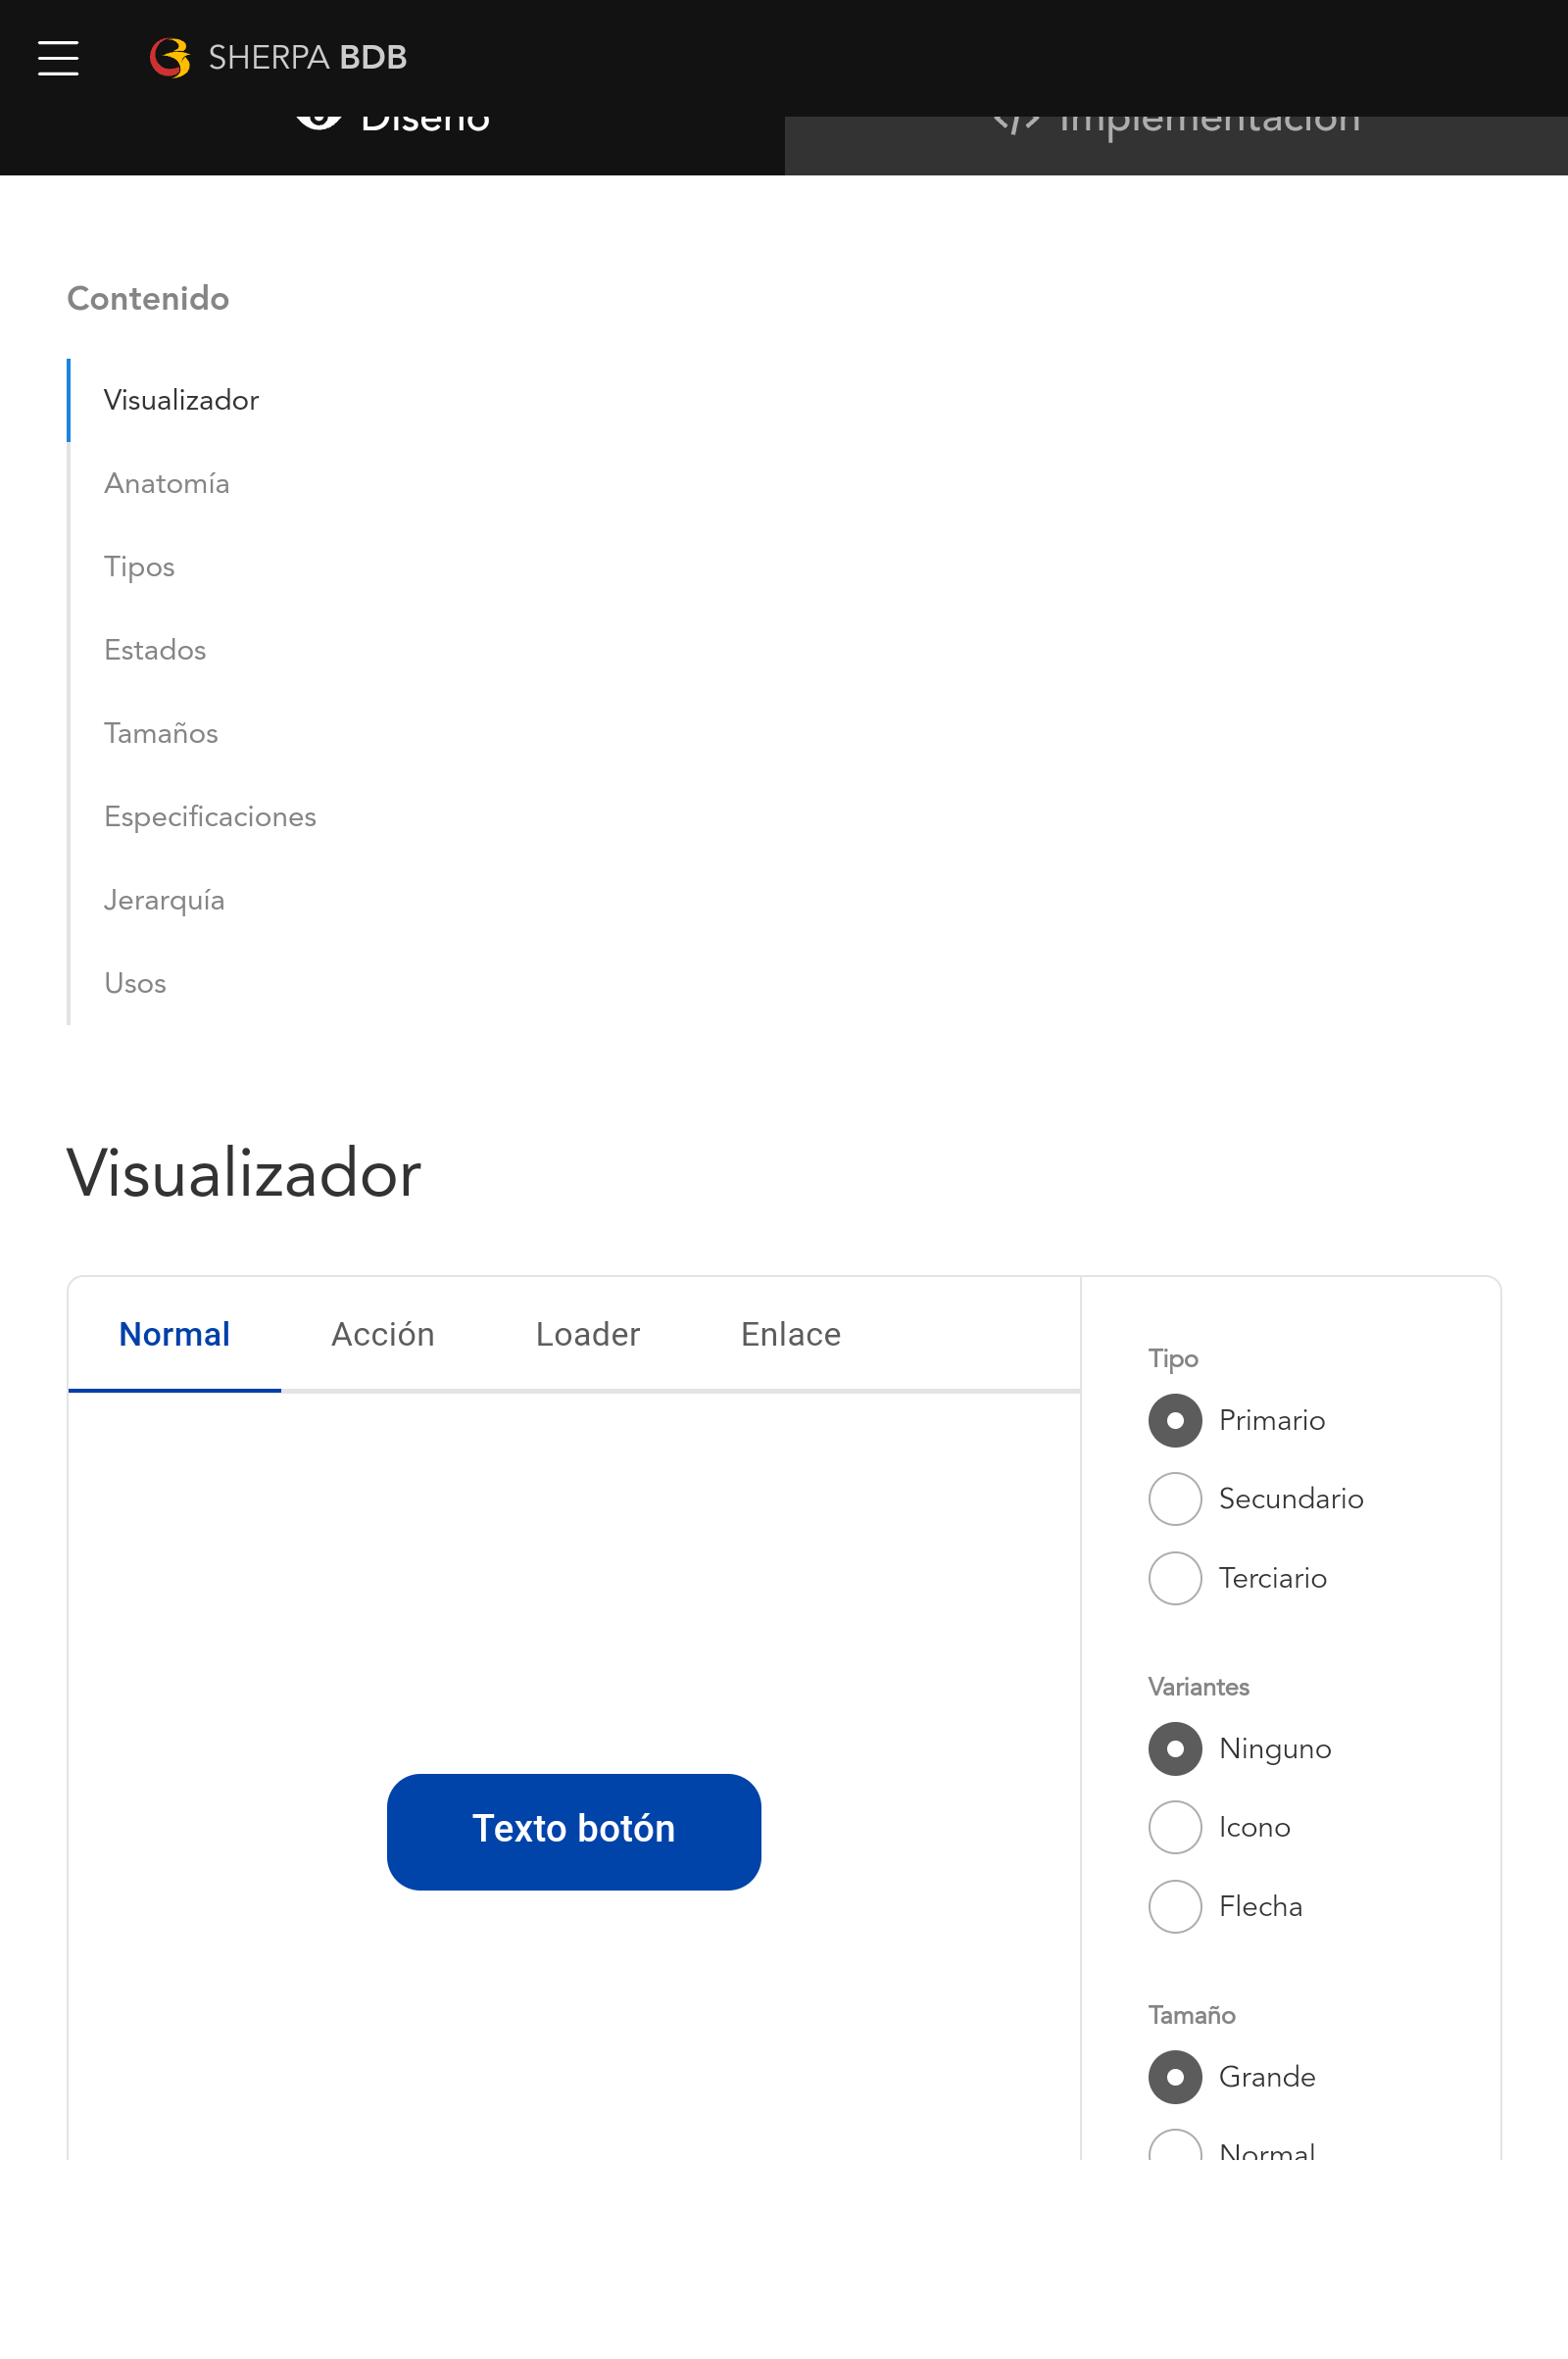 SHERPA BDB
Diseño
Implementación
Contenido
Visualizador
Anatomía
Tipos
Estados
Tamaños
Especificaciones
Jerarquía
Usos
Visualizador
Normal Acción Loader Enlace
Texto botón
Tipo
Primario
Secundario
Terciario
Variantes
Ninguno
Icono
Flecha
Tamaño
Grande
Normal